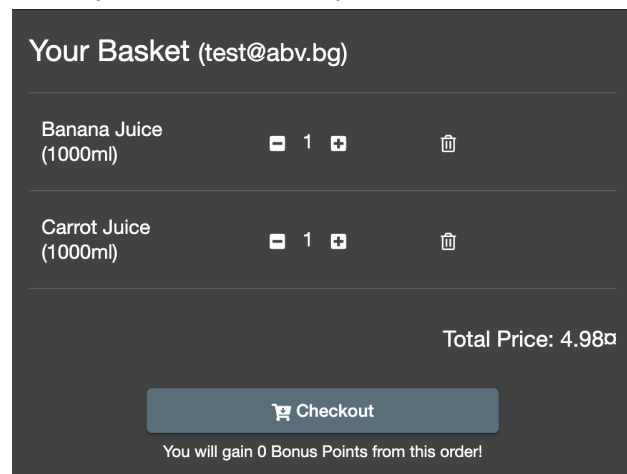 Your Basket (test@abv.bg)
Banana Juice
(1000ml)
1
Carrot Juice
(1000ml)
1
Total Price: 4.98¤
Checkout
You will gain 0 Bonus Points from this order!